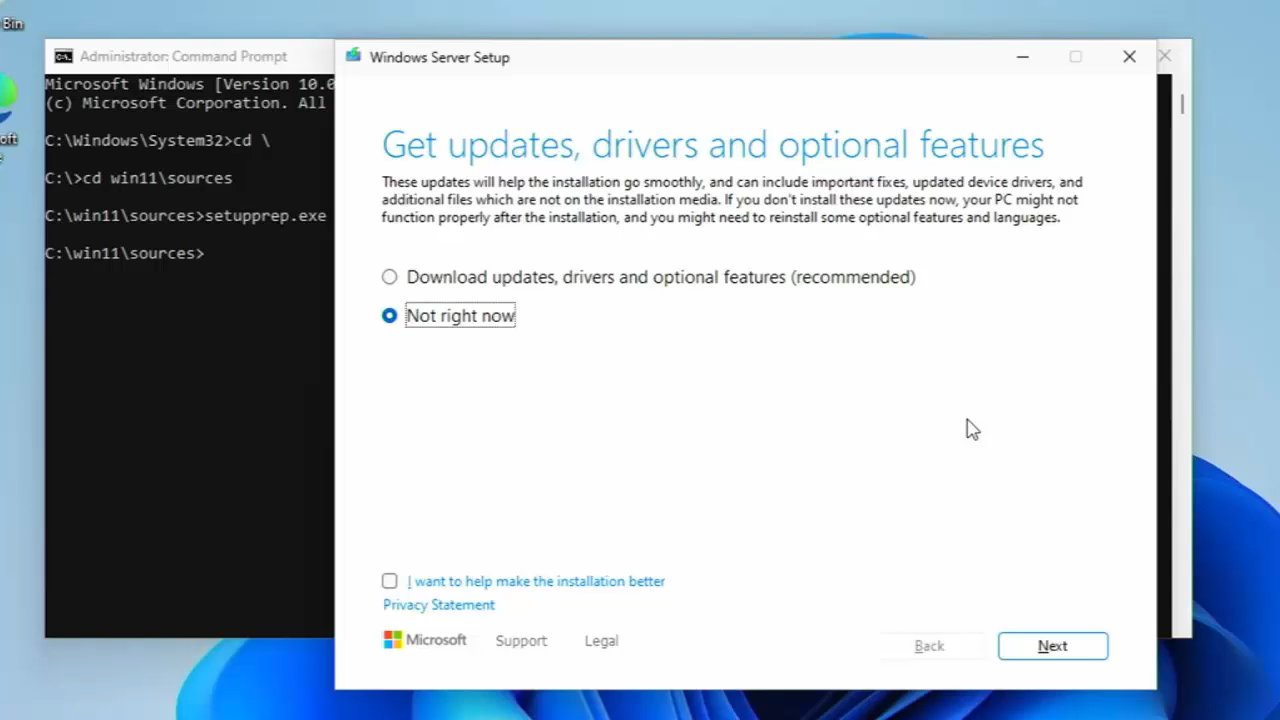 Bin
oft
e
Administrator: Command Prompt
Microsoft Windows [Version 10.0
(c) Microsoft Corporation. All
C:\Windows\System32>cd \
C:\>cd win11\sources
C:\win11\sources>setupprep.exe
C:\win11\sources>
Windows Server Setup
Get updates, drivers and optional features
These updates will help the installation go smoothly, and can include important fixes, updated device drivers, and
additional files which are not on the installation media. If you don't install these updates now, your PC might not
function properly after the installation, and you might need to reinstall some optional features and languages.
Download updates, drivers and optional features (recommended)
Not right now
I want to help make the installation better
Privacy Statement
Microsoft Support Legal
Back Next